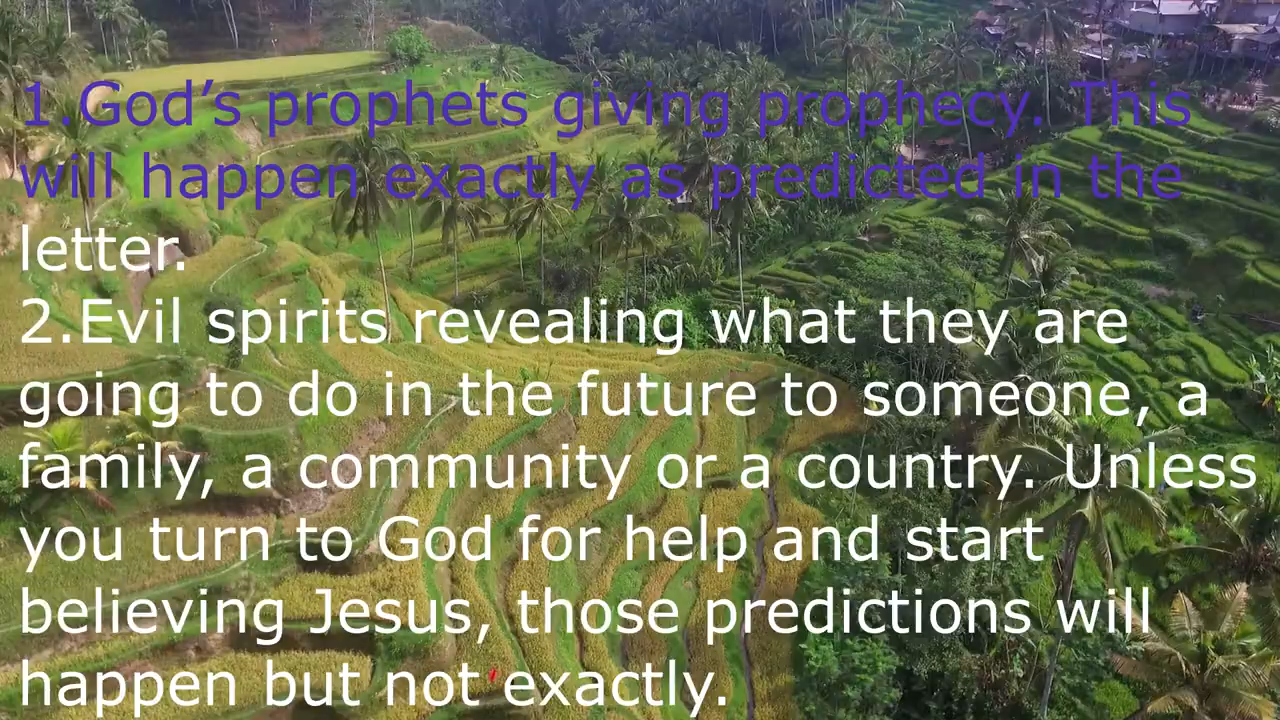 1.God’s prophets giving prophecy. This
will happen exactly as predicted in the
letter.
2.Evil spirits revealing what they are
going to do in the future to someone, a
family, a community or a country. Unless
you turn to God for help and start
believing Jesus, those predictions will
happen but not exactly.